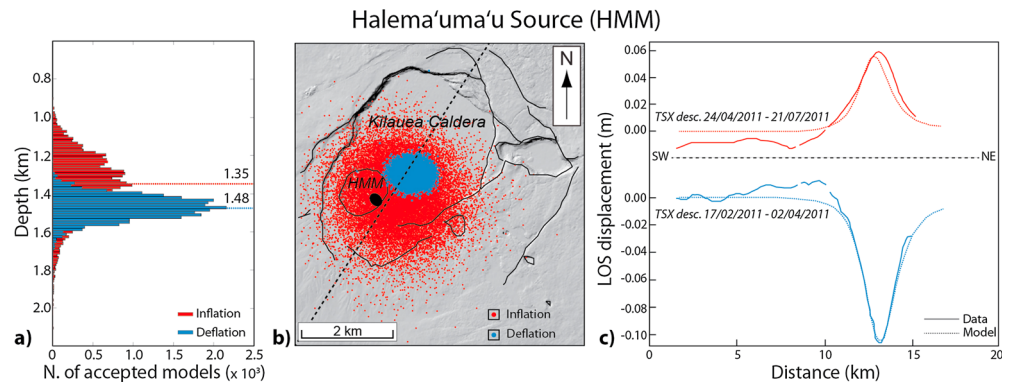 Halemaʻumaʻu Source (HMM)
a)
Depth (km)
0.8
1.0
1.2
1.4
1.6
1.8
2.0
1.35
1.48
Inflation
Deflation
0
0.5
1.0
1.5
2.0
2.5
N. of accepted models (x 10³)
b)
N
Kilauea Caldera
HMM
2 km
Inflation
Deflation
c)
LOS displacement (m)
0.06
0.04
0.02
0.00
TSX desc. 24/04/2011 - 21/07/2011
SW
NE
0.00
TSX desc. 17/02/2011 - 02/04/2011
-0.02
-0.04
-0.06
-0.08
-0.10
Data
Model
0
5
10
15
20
Distance (km)